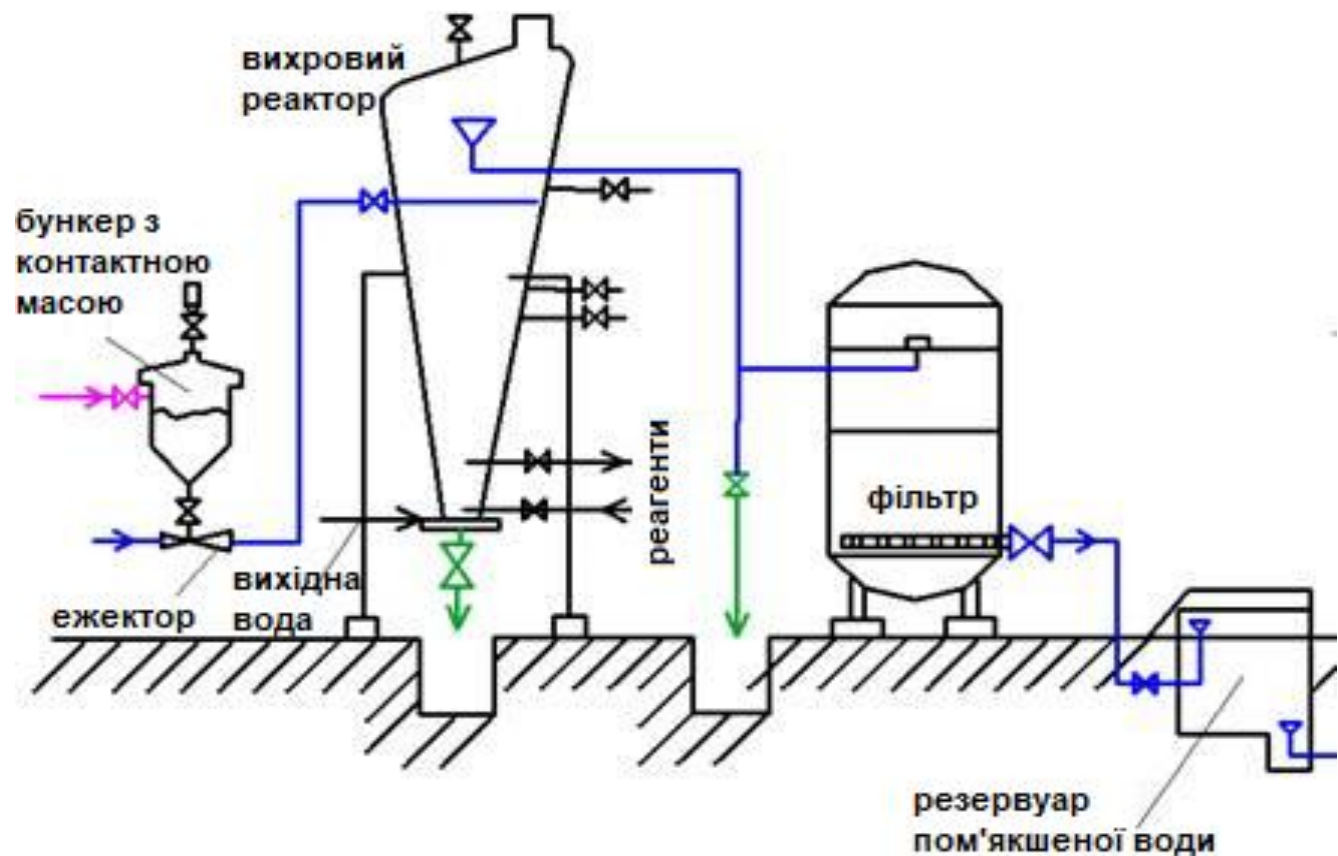 вихровий
реактор
бункер з
контактною
масою
реагенти
фільтр
вихідна
вода
ежектор
резервуар
пом'якшеної води